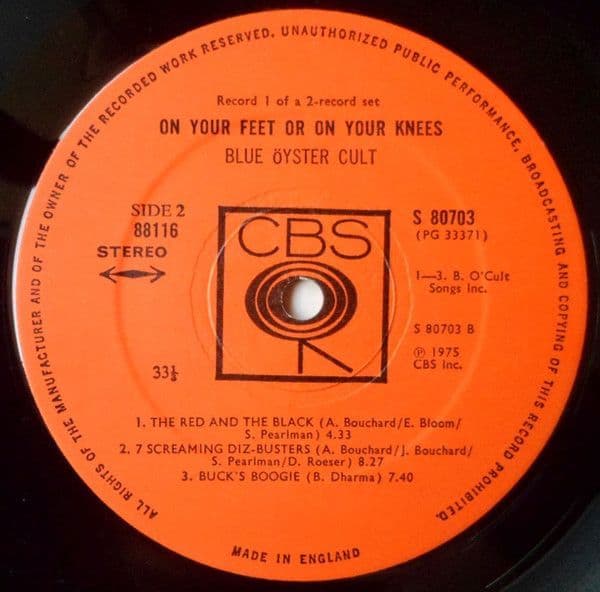 ALL RIGHTS OF THE MANUFACTURER AND OF THE OWNER OF THE RECORDED WORK RESERVED. UNAUTHORIZED PUBLIC PERFORMANCE, BROADCASTING AND COPYING OF THIS RECORD PROHIBITED.
Record 1 of a 2-record set
ON YOUR FEET OR ON YOUR KNEES
BLUE ÖYSTER CULT
SIDE 2
88116
STEREO
33⅓
CBS
S 80703
(PG 33371)
1—3. B. O'Cult
Songs Inc.
S 80703 B
℗ 1975
CBS Inc.
1. THE RED AND THE BLACK (A. Bouchard/E. Bloom/
S. Pearlman) 4.33
2. 7 SCREAMING DIZ-BUSTERS (A. Bouchard/J. Bouchard/
S. Pearlman/D. Roeser) 8.27
3. BUCK'S BOOGIE (B. Dharma) 7.40
MADE IN ENGLAND